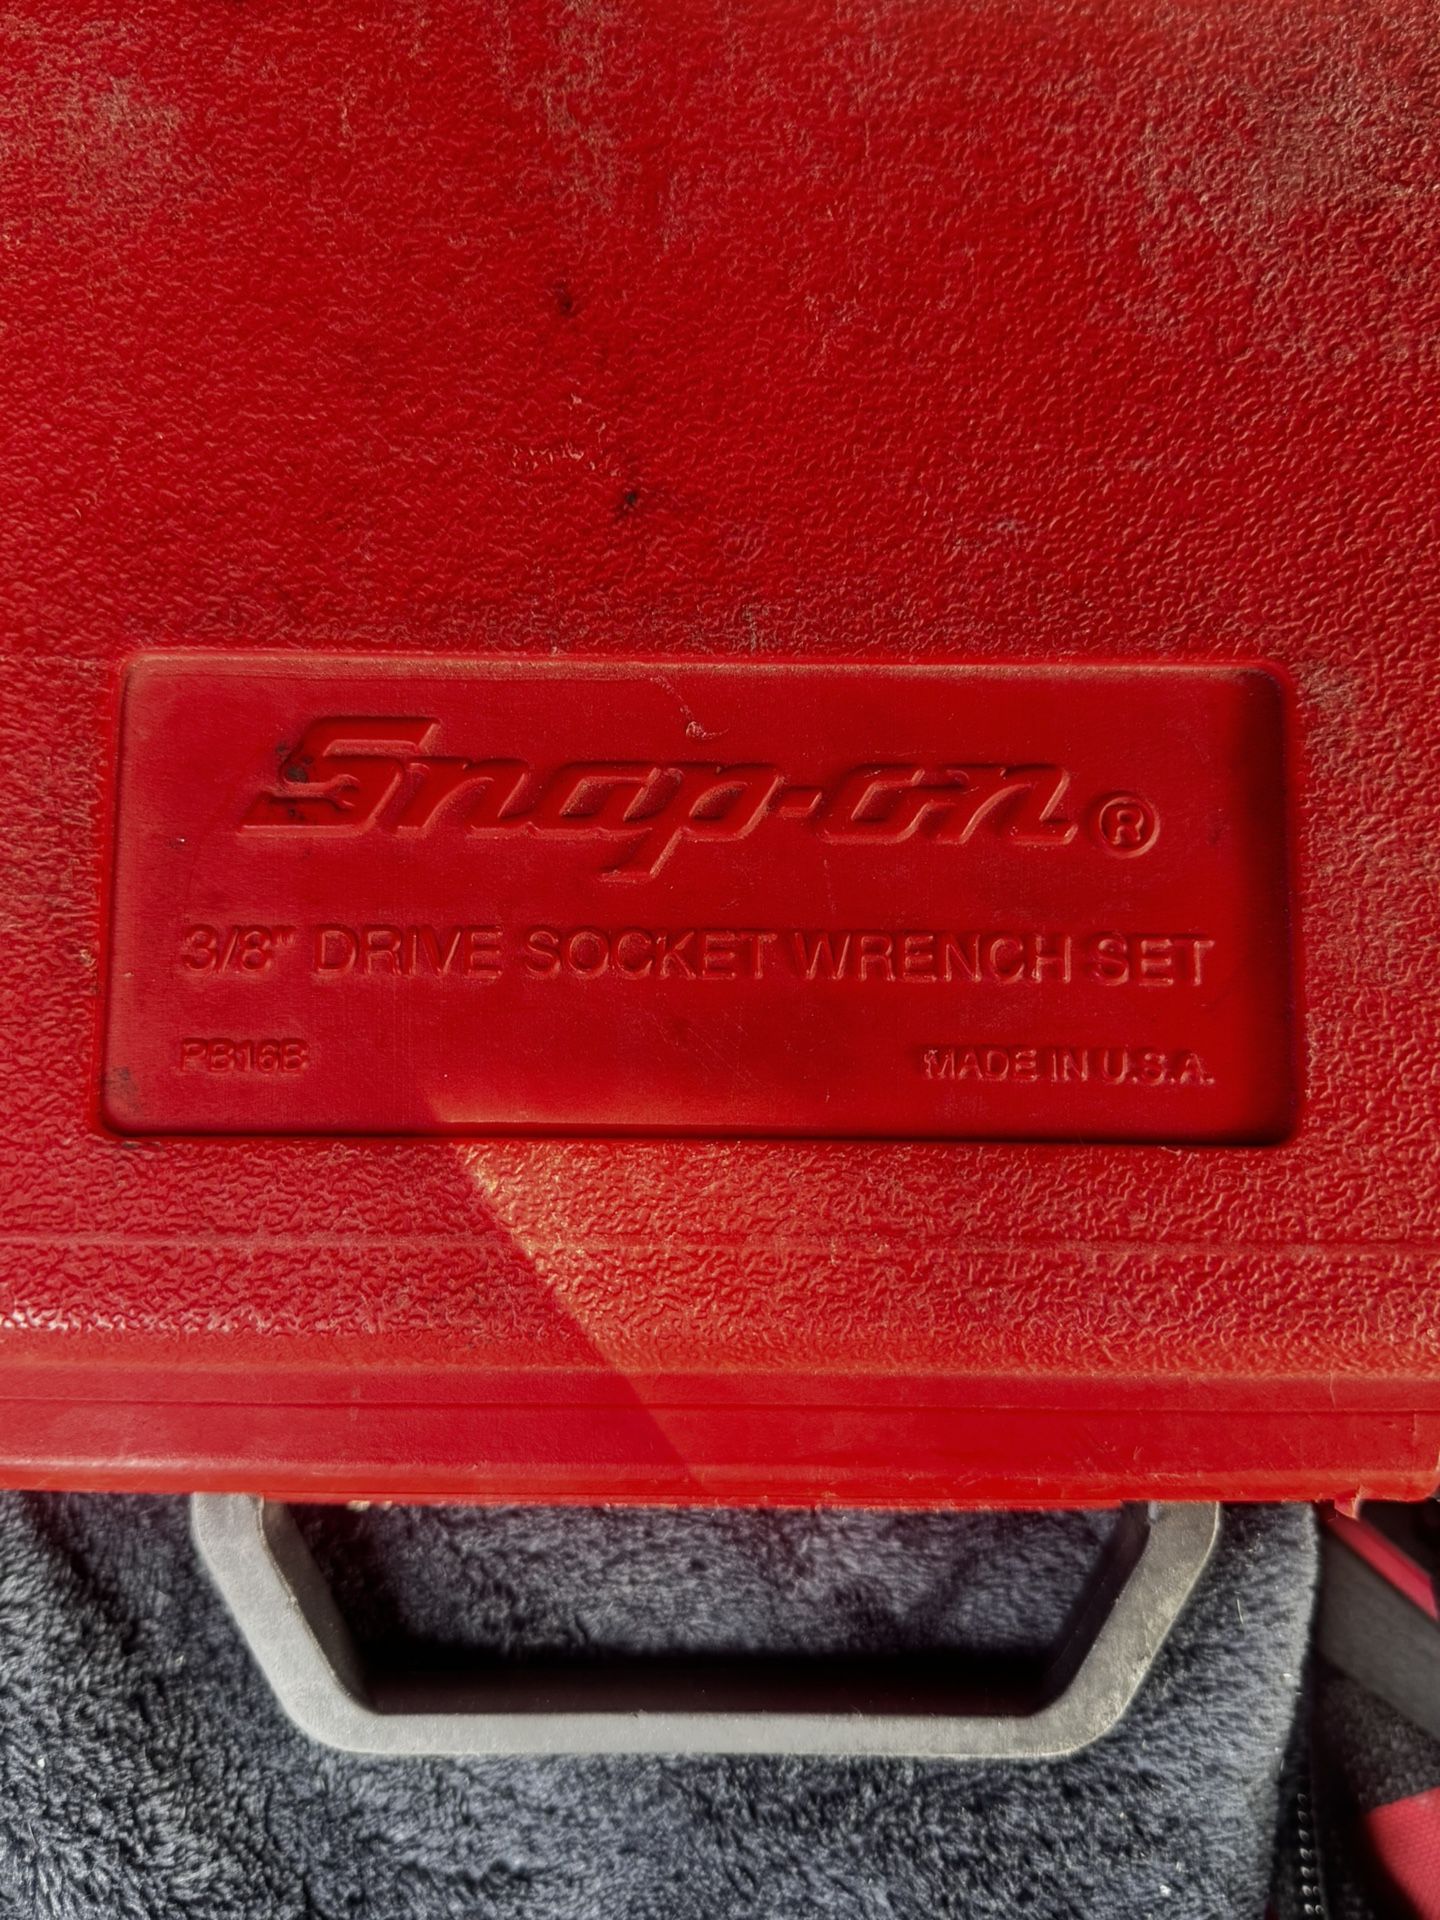 Snap-on®
3/8" DRIVE SOCKET WRENCH SET
PB16B
MADE IN U.S.A.